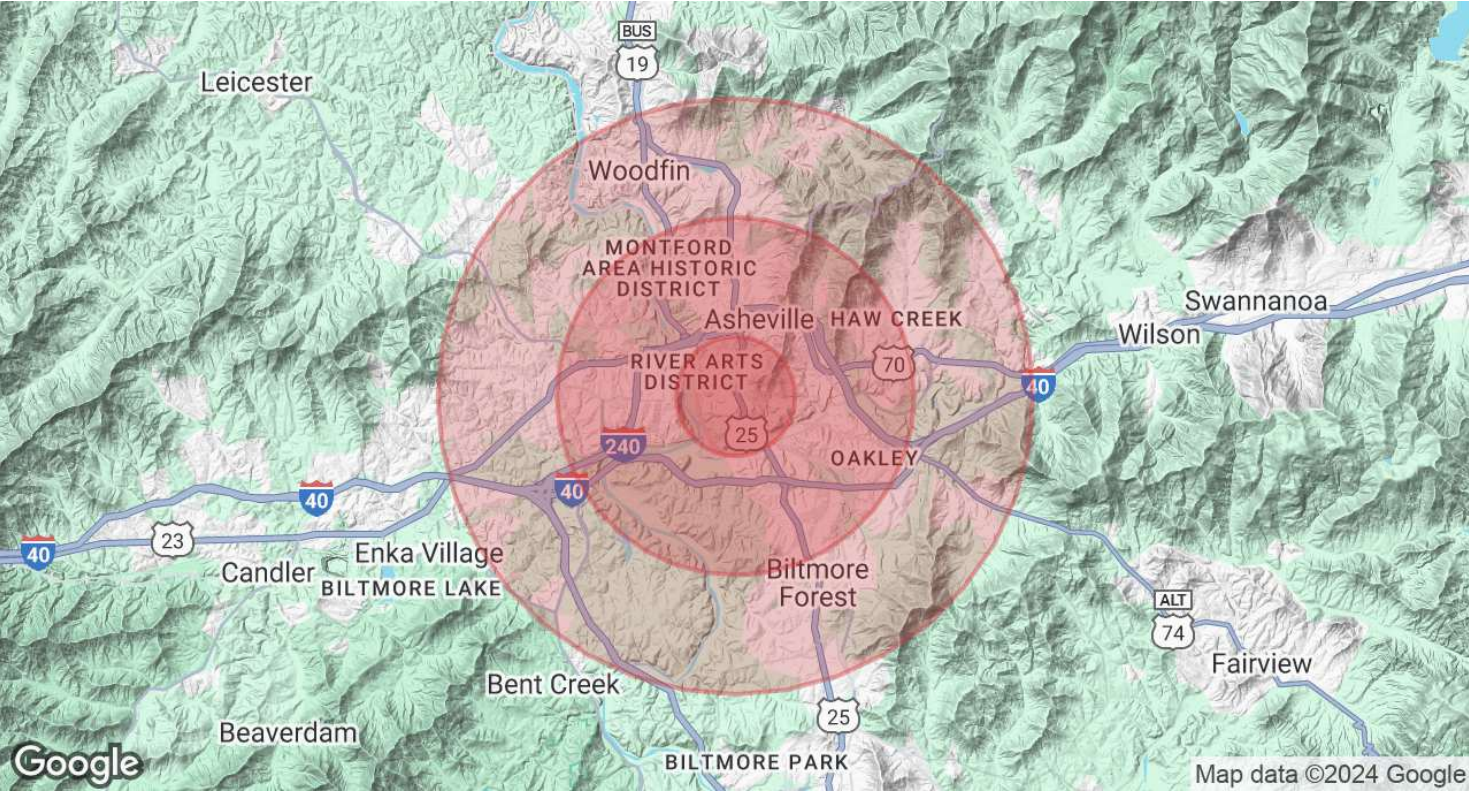 BUS
19
Leicester
Woodfin
MONTFORD
AREA HISTORIC
DISTRICT
Asheville
HAW CREEK
Swannanoa
Wilson
RIVER ARTS
DISTRICT
70
40
25
240
OAKLEY
40
40
23
40
Enka Village
Candler
BILTMORE LAKE
Biltmore
Forest
ALT
74
Fairview
Bent Creek
25
Beaverdam
BILTMORE PARK
Google
Map data ©2024 Google